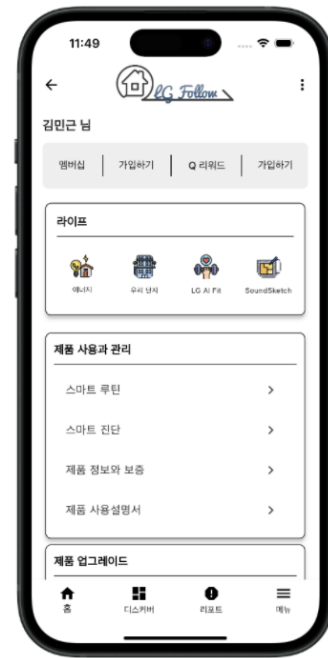 11:49
LG Follow
김민근 님
멤버십 가입하기 Q 리워드 가입하기
라이프
에너지 우리 단지 LG AI Fit SoundSketch
제품 사용과 관리
스마트 루틴
스마트 진단
제품 정보와 보증
제품 사용설명서
제품 업그레이드
홈 디스커버 리포트 메뉴